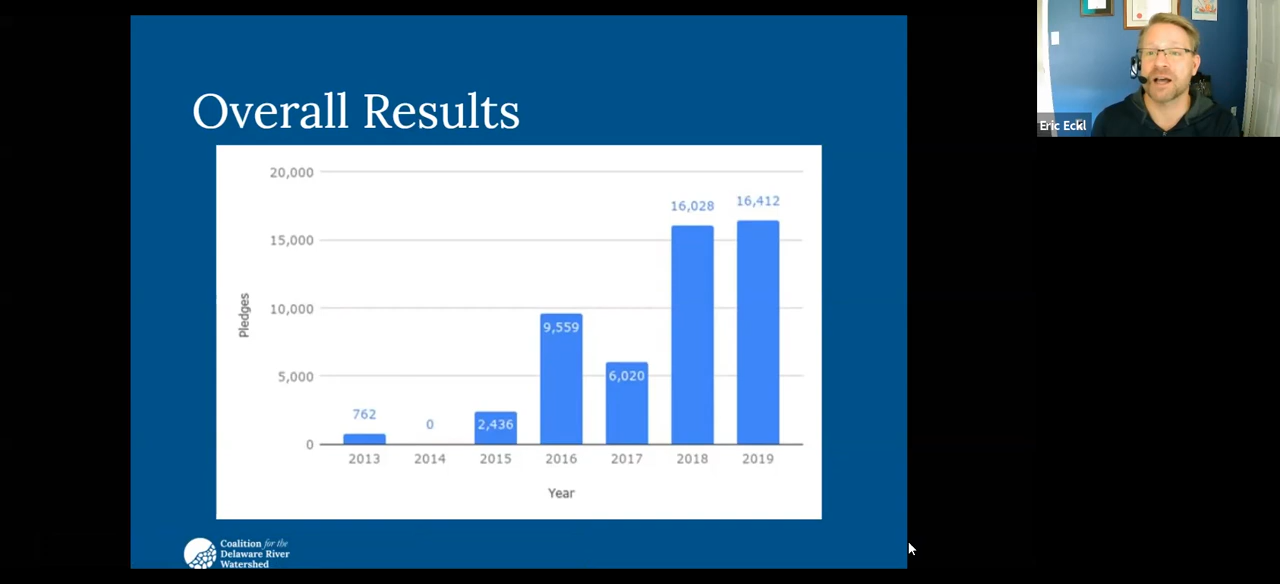 Overall Results
20,000
15,000
10,000
5,000
0
Pledges
762
0
2,436
9,559
6,020
16,028
16,412
2013 2014 2015 2016 2017 2018 2019
Year
Coalition for the
Delaware River
Watershed
Eric Eckl